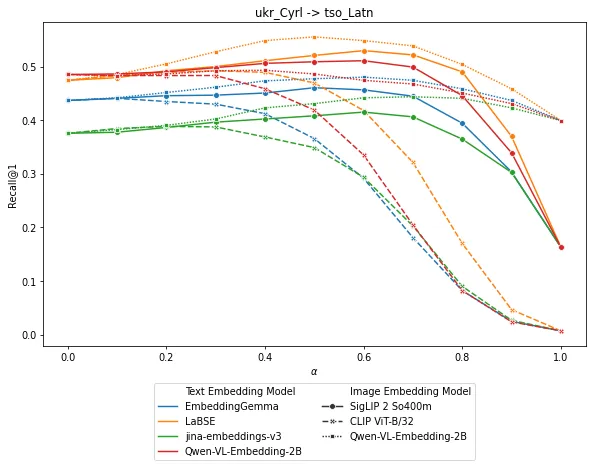 ukr_Cyrl -> tso_Latn
Recall@1
0.5
0.4
0.3
0.2
0.1
0.0
0.0 0.2 0.4 0.6 0.8 1.0
α
Text Embedding Model
EmbeddingGemma
LaBSE
jina-embeddings-v3
Qwen-VL-Embedding-2B
Image Embedding Model
SigLIP 2 So400m
CLIP ViT-B/32
Qwen-VL-Embedding-2B